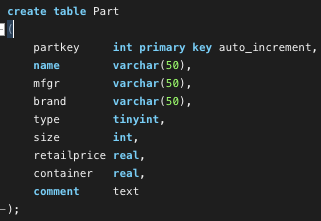 create table Part
(
partkey int primary key auto_increment,
name varchar(50),
mfgr varchar(50),
brand varchar(50),
type tinyint,
size int,
retailprice real,
container real,
comment text
);